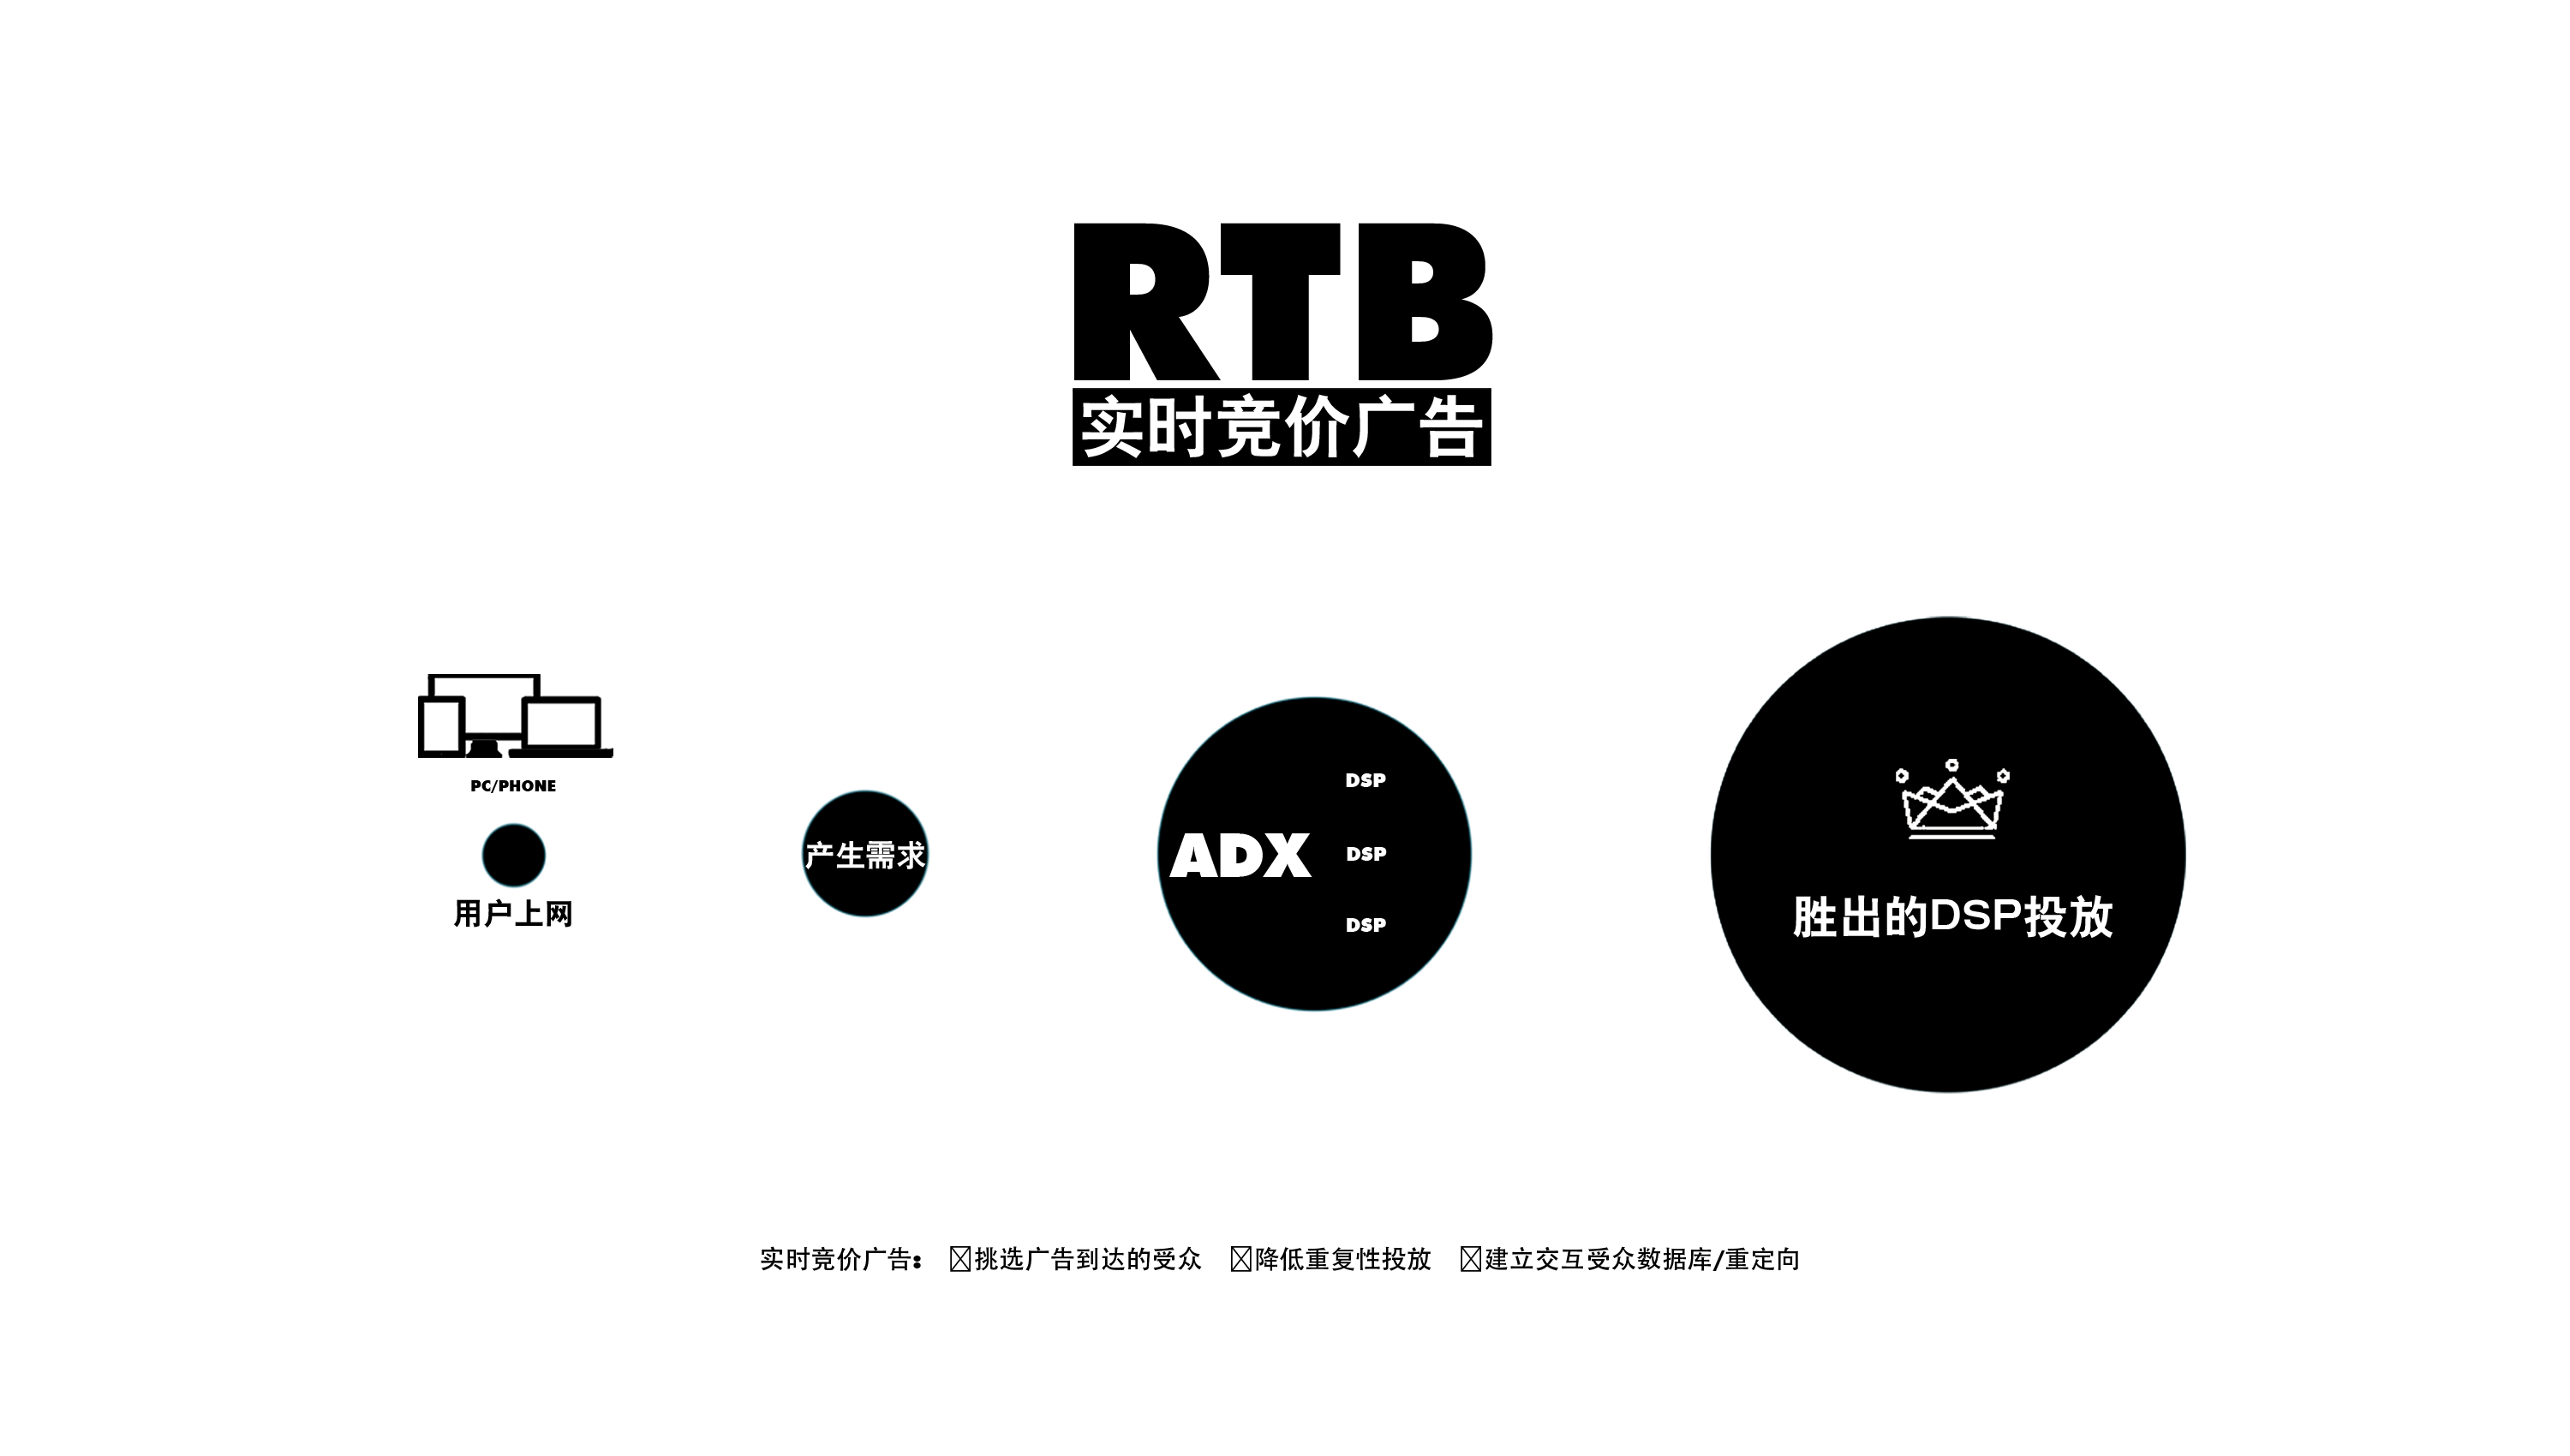 RTB
实时竞价广告
PC/PHONE
用户上网
产生需求
ADX
DSP
DSP
DSP
胜出的DSP投放
实时竞价广告： 挑选广告到达的受众 降低重复性投放 建立交互受众数据库/重定向